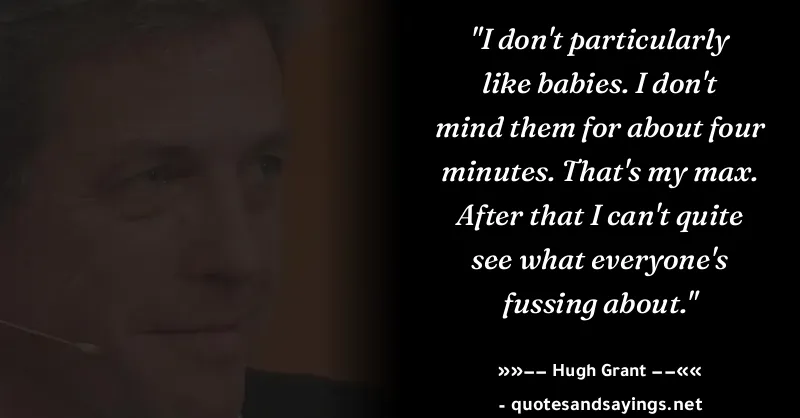 "I don't particularly
like babies. I don't
mind them for about four
minutes. That's my max.
After that I can't quite
see what everyone's
fussing about."
»»−− Hugh Grant −−««
- quotesandsayings.net